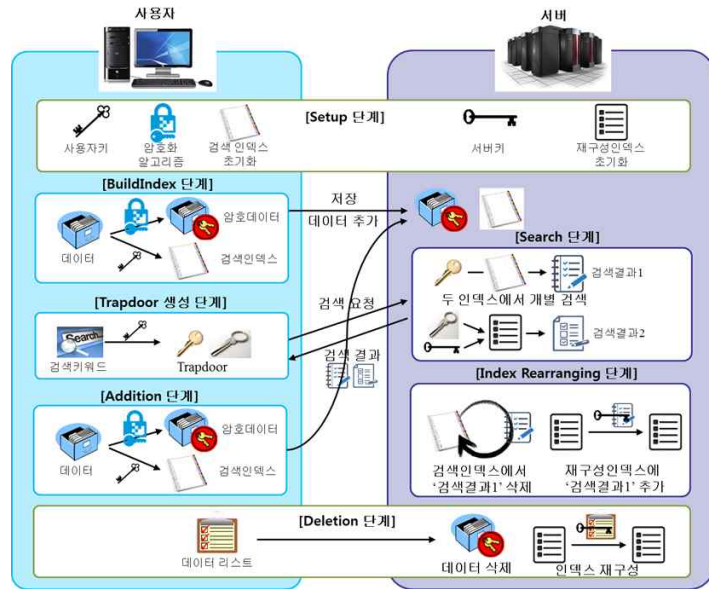 사용자
서버
[Setup 단계]
사용자키
암호화
알고리즘
검색 인덱스
초기화
서버키
재구성인덱스
초기화
[BuildIndex 단계]
데이터
암호데이터
검색인덱스
저장
데이터 추가
[Search 단계]
검색결과1
두 인덱스에서 개별 검색
검색결과2
[Trapdoor 생성 단계]
Search..
검색키워드
Trapdoor
검색 요청
검색 결과
[Index Rearranging 단계]
검색인덱스에서
'검색결과1' 삭제
재구성인덱스에
'검색결과1' 추가
[Addition 단계]
데이터
암호데이터
검색인덱스
[Deletion 단계]
데이터 리스트
데이터 삭제
인덱스 재구성